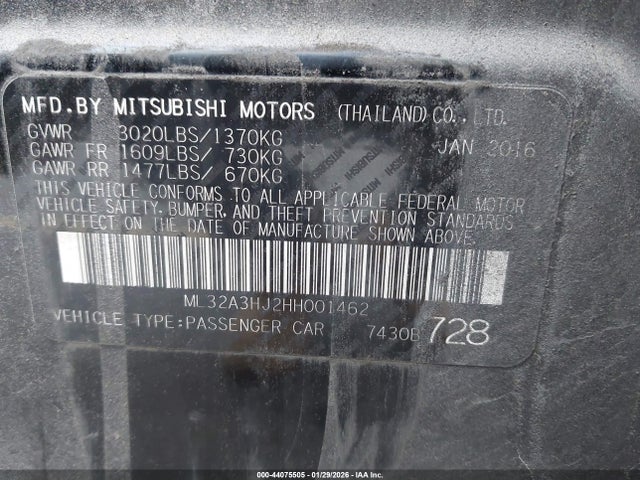 MFD.BY MITSUBISHI MOTORS (THAILAND) CO., LTD.
GVWR 3020LBS/1370KG JAN 2016
GAWR FR 1609LBS/ 730KG
GAWR RR 1477LBS/ 670KG
THIS VEHICLE CONFORMS TO ALL APPLICABLE FEDERAL MOTOR
VEHICLE SAFETY, BUMPER, AND THEFT PREVENTION STANDARDS
IN EFFECT ON THE DATE OF MANUFACTURE SHOWN ABOVE.
ML32A3HJ2HH001462
VEHICLE TYPE:PASSENGER CAR 7430B 728
000-44075505 | 01/29/2026 - IAA Inc.